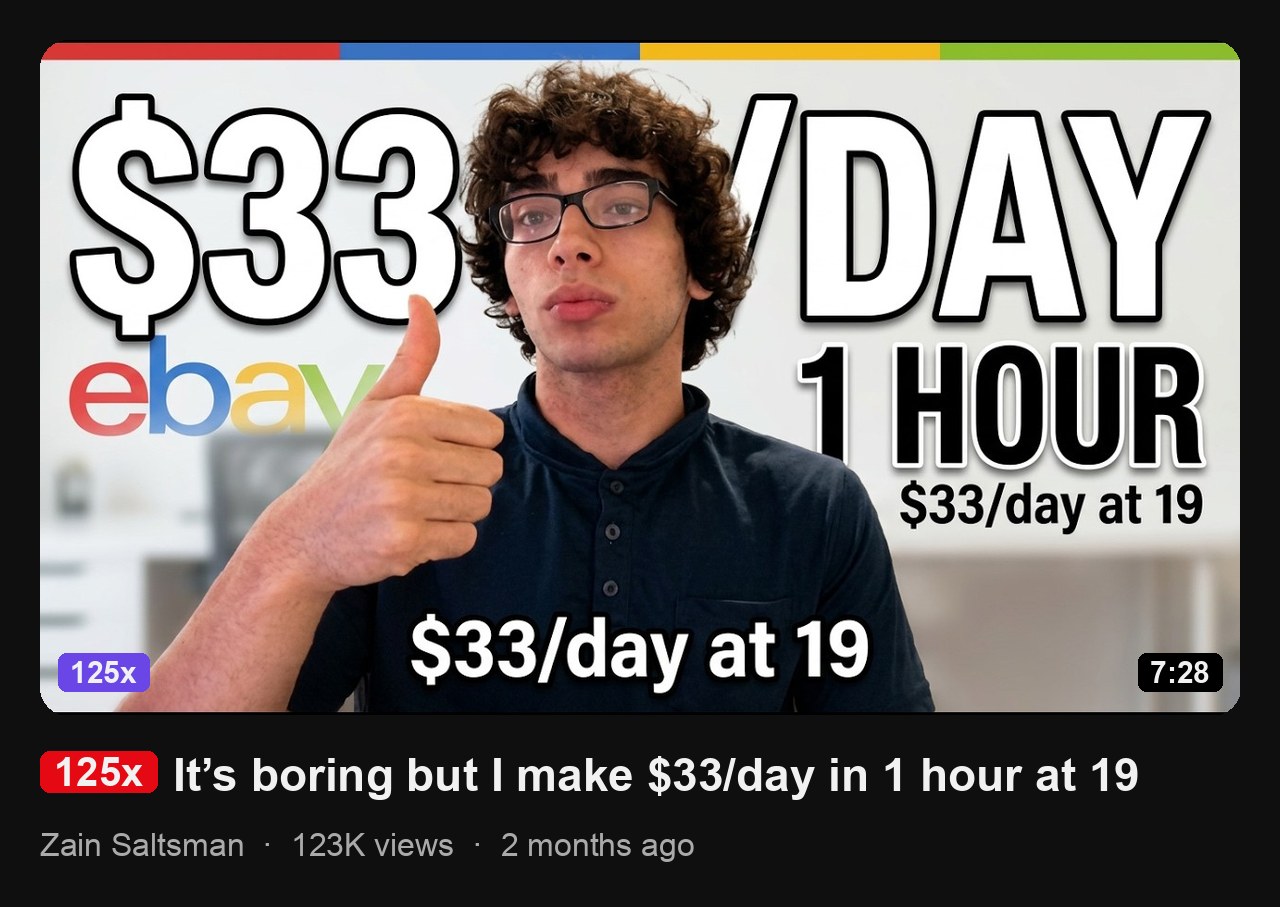 $33/DAY
ebay
1 HOUR
$33/day at 19
$33/day at 19
125x
7:28
125x It’s boring but I make $33/day in 1 hour at 19
Zain Saltsman · 123K views · 2 months ago